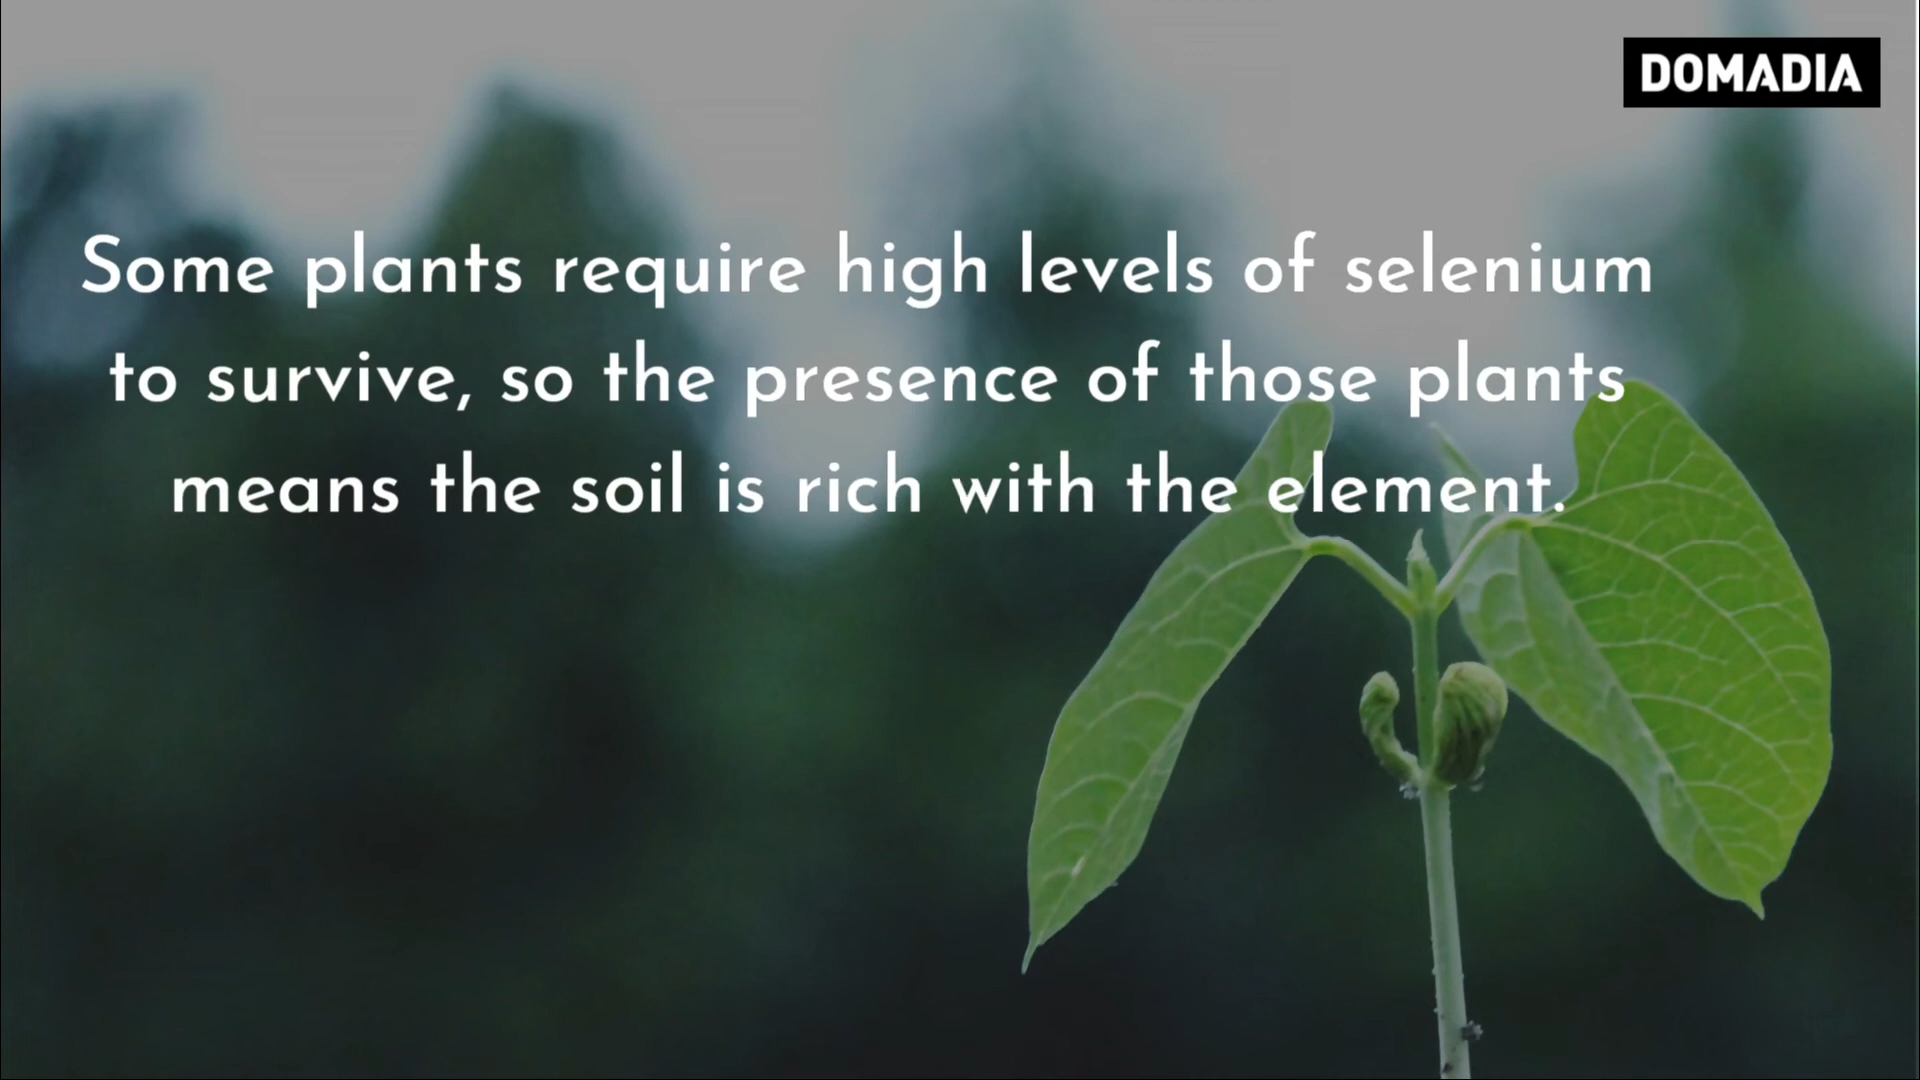 DOMADIA
Some plants require high levels of selenium
to survive, so the presence of those plants
means the soil is rich with the element.